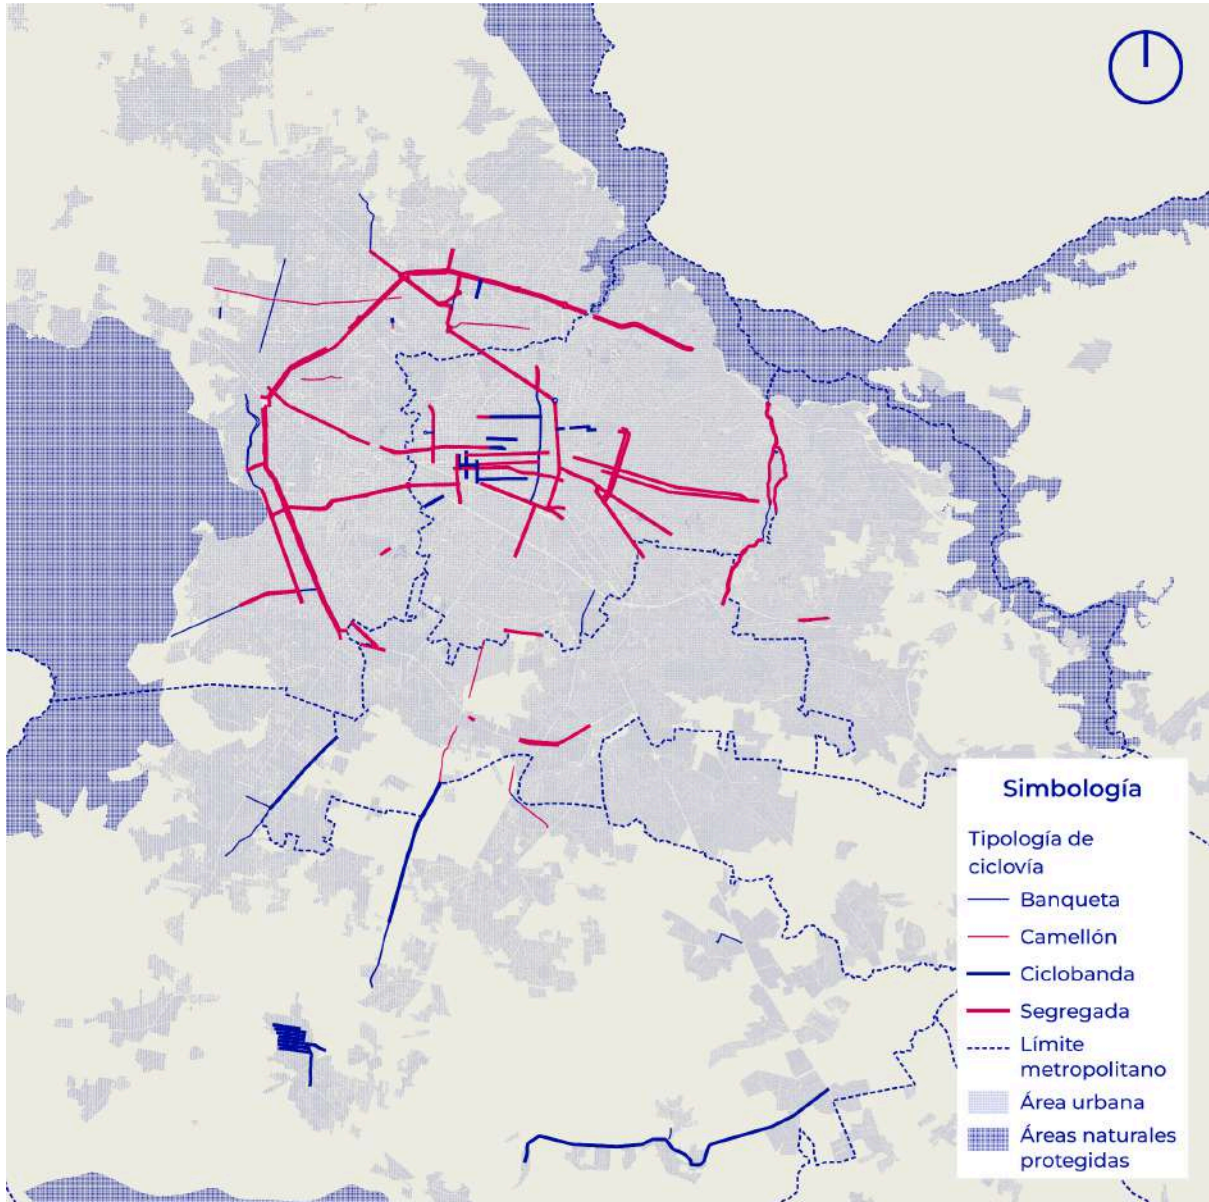 Simbología
Tipología de
ciclovía
Banqueta
Camellón
Ciclobanda
Segregada
Límite
metropolitano
Área urbana
Áreas naturales
protegidas